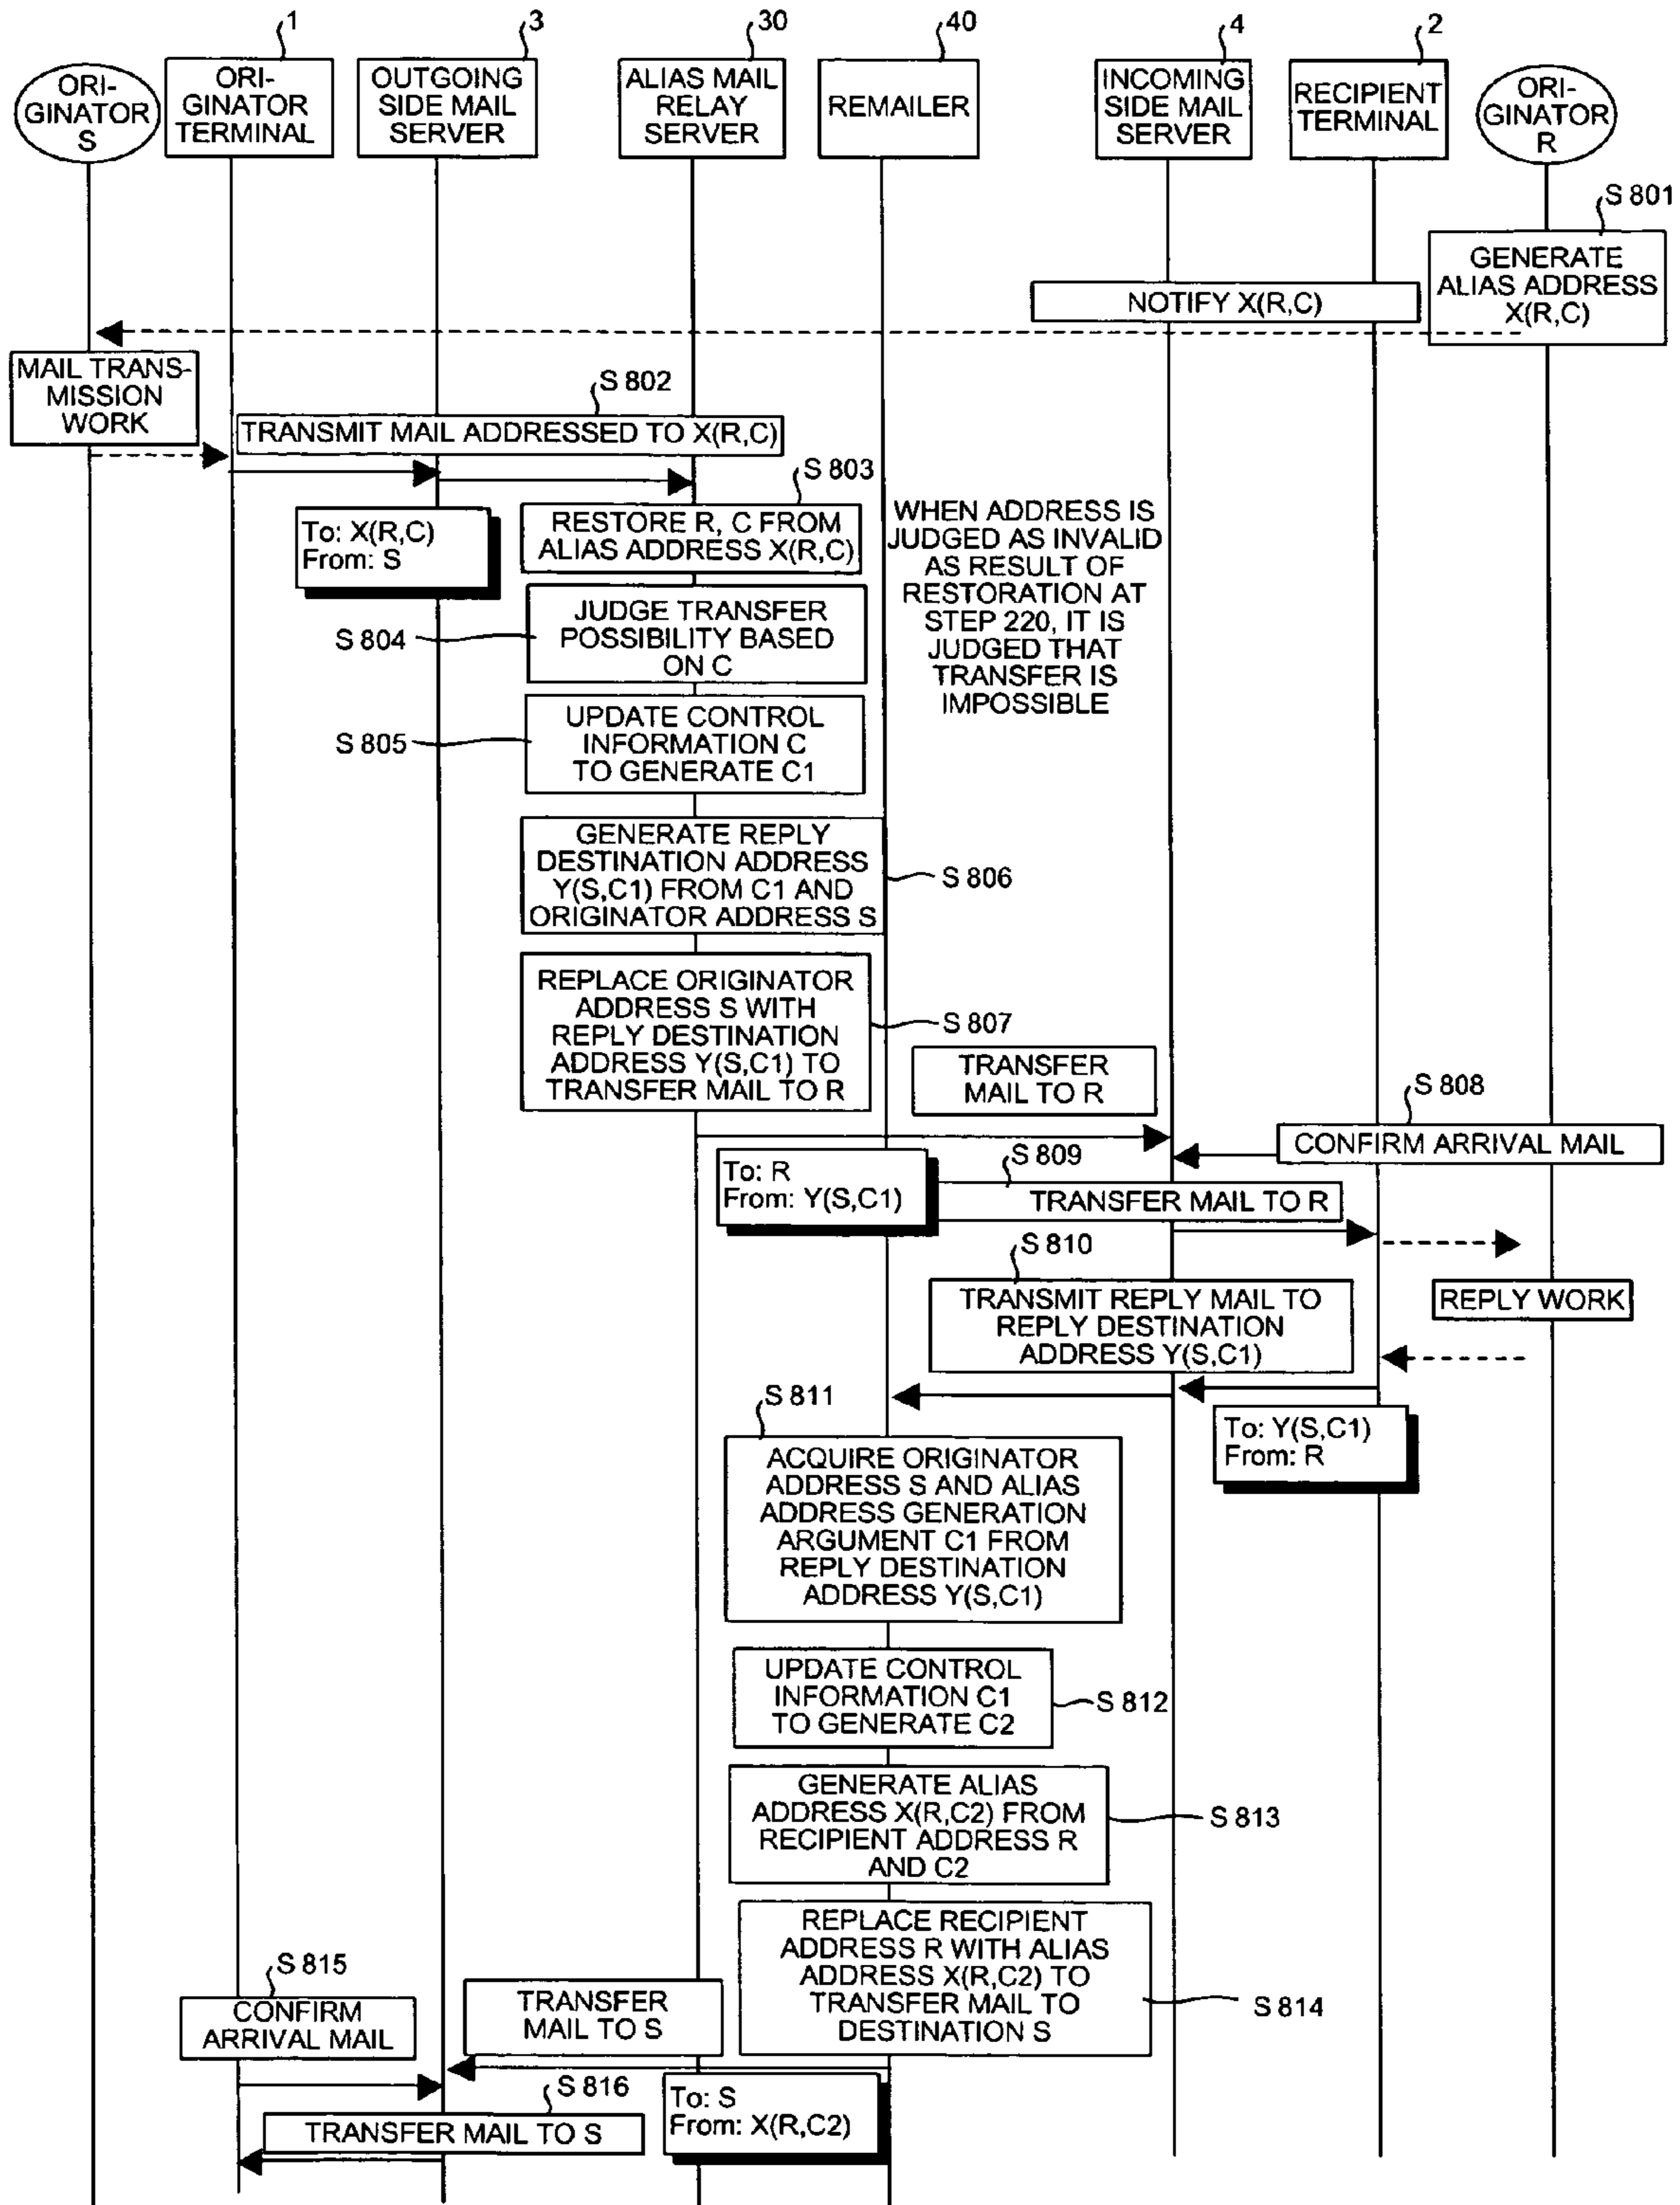 1
3
30
40
4
2
ORI-
GINATOR
S
ORI-
GINATOR
TERMINAL
OUTGOING
SIDE MAIL
SERVER
ALIAS MAIL
RELAY
SERVER
REMAILER
INCOMING
SIDE MAIL
SERVER
RECIPIENT
TERMINAL
ORI-
GINATOR
R
S 801
GENERATE
ALIAS ADDRESS
X(R,C)
NOTIFY X(R,C)
MAIL TRANS-
MISSION
WORK
S 802
TRANSMIT MAIL ADDRESSED TO X(R,C)
To: X(R,C)
From: S
S 803
RESTORE R, C FROM
ALIAS ADDRESS X(R,C)
WHEN ADDRESS IS
JUDGED AS INVALID
AS RESULT OF
RESTORATION AT
STEP 220, IT IS
JUDGED THAT
TRANSFER IS
IMPOSSIBLE
S 804
JUDGE TRANSFER
POSSIBILITY BASED
ON C
S 805
UPDATE CONTROL
INFORMATION C
TO GENERATE C1
GENERATE REPLY
DESTINATION ADDRESS
Y(S,C1) FROM C1 AND
ORIGINATOR ADDRESS S
S 806
REPLACE ORIGINATOR
ADDRESS S WITH
REPLY DESTINATION
ADDRESS Y(S,C1) TO
TRANSFER MAIL TO R
S 807
TRANSFER
MAIL TO R
S 808
CONFIRM ARRIVAL MAIL
To: R
From: Y(S,C1)
S 809
TRANSFER MAIL TO R
S 810
TRANSMIT REPLY MAIL TO
REPLY DESTINATION
ADDRESS Y(S,C1)
REPLY WORK
To: Y(S,C1)
From: R
S 811
ACQUIRE ORIGINATOR
ADDRESS S AND ALIAS
ADDRESS GENERATION
ARGUMENT C1 FROM
REPLY DESTINATION
ADDRESS Y(S,C1)
UPDATE CONTROL
INFORMATION C1
TO GENERATE C2
S 812
GENERATE ALIAS
ADDRESS X(R,C2) FROM
RECIPIENT ADDRESS R
AND C2
S 813
REPLACE RECIPIENT
ADDRESS R WITH ALIAS
ADDRESS X(R,C2) TO
TRANSFER MAIL TO
DESTINATION S
S 814
S 815
CONFIRM
ARRIVAL MAIL
TRANSFER
MAIL TO S
To: S
From: X(R,C2)
S 816
TRANSFER MAIL TO S